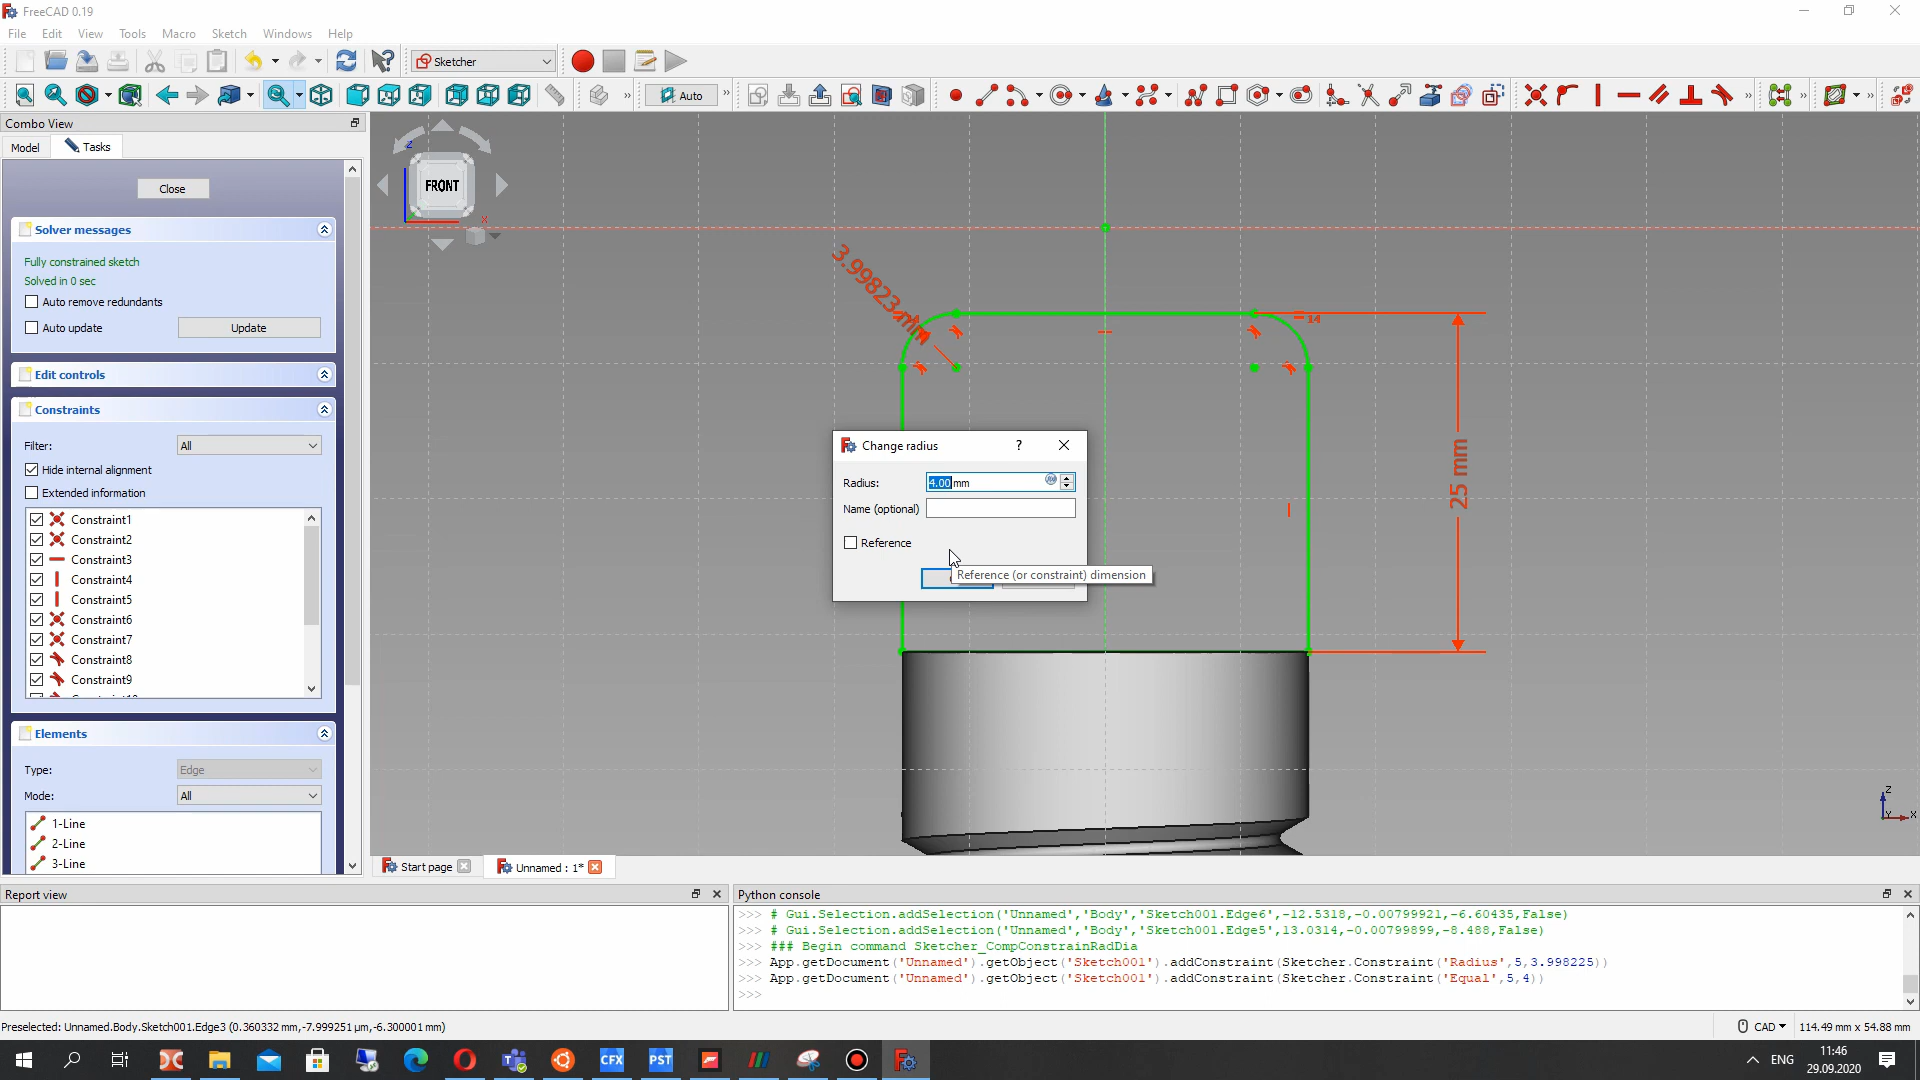 FreeCAD 0.19
File Edit View Tools Macro Sketch Windows Help
Sketcher
Auto
Combo View
Model Tasks
Close
Solver messages
Fully constrained sketch
Solved in 0 sec
Auto remove redundants
Auto update Update
Edit controls
Constraints
Filter: All
Hide internal alignment
Extended information
Constraint1
Constraint2
Constraint3
Constraint4
Constraint5
Constraint6
Constraint7
Constraint8
Constraint9
Elements
Type: Edge
Mode: All
1-Line
2-Line
3-Line
FRONT
Z
X
3.99823 mm
14
14
25 mm
Change radius ?
Radius: 4.00 mm
Name (optional)
Reference
Reference (or constraint) dimension
Z
Y X
Start page Unnamed : 1*
Report view
Python console
>>> # Gui.Selection.addSelection('Unnamed','Body','Sketch001.Edge6',-12.5318,-0.00799921,-6.60435,False)
>>> # Gui.Selection.addSelection('Unnamed','Body','Sketch001.Edge5',13.0314,-0.00799899,-8.488,False)
>>> ### Begin command Sketcher_CompConstrainRadDia
>>> App.getDocument('Unnamed').getObject('Sketch001').addConstraint(Sketcher.Constraint('Radius',5,3.998225))
>>> App.getDocument('Unnamed').getObject('Sketch001').addConstraint(Sketcher.Constraint('Equal',5,4))
>>>
Preselected: Unnamed.Body.Sketch001.Edge3 (0.360332 mm,-7.999251 µm,-6.300001 mm)
CAD 114.49 mm x 54.88 mm
CFX PST
ENG
11:46
29.09.2020